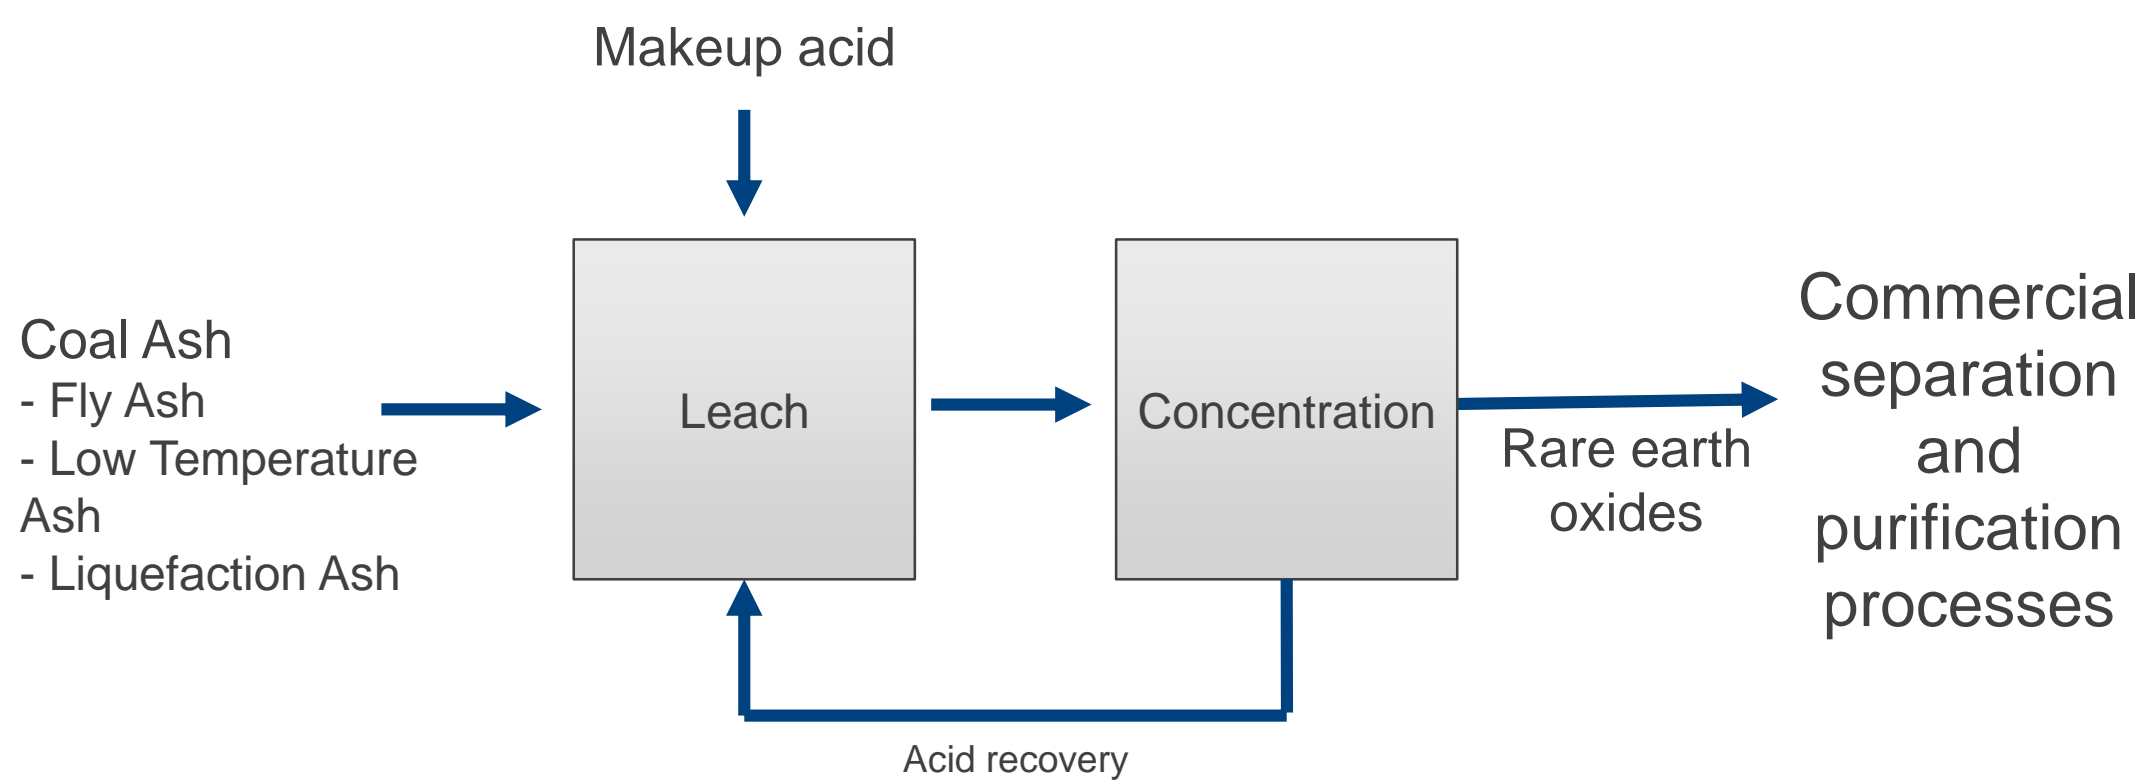 Makeup acid
Coal Ash
- Fly Ash
- Low Temperature
Ash
- Liquefaction Ash
Leach
Concentration
Rare earth
oxides
Commercial
separation
and
purification
processes
Acid recovery